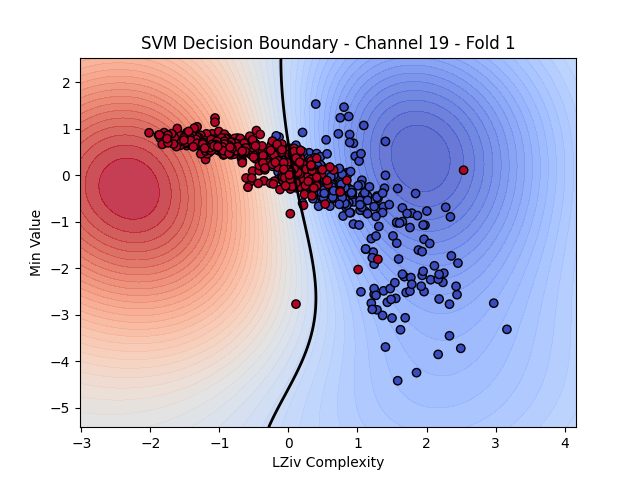 SVM Decision Boundary - Channel 19 - Fold 1
2
1
0
−1
−2
−3
−4
−5
Min Value
−3 −2 −1 0 1 2 3 4
LZiv Complexity